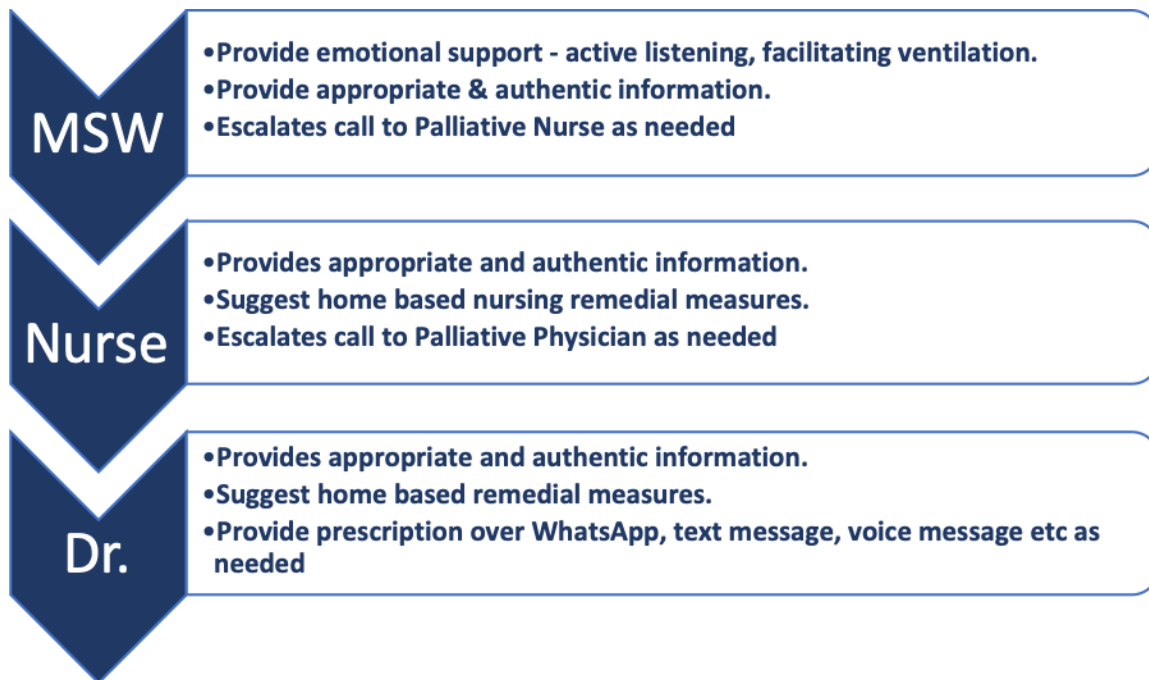 MSW
•Provide emotional support - active listening, facilitating ventilation.
•Provide appropriate & authentic information.
•Escalates call to Palliative Nurse as needed
Nurse
•Provides appropriate and authentic information.
•Suggest home based nursing remedial measures.
•Escalates call to Palliative Physician as needed
Dr.
•Provides appropriate and authentic information.
•Suggest home based remedial measures.
•Provide prescription over WhatsApp, text message, voice message etc as
needed